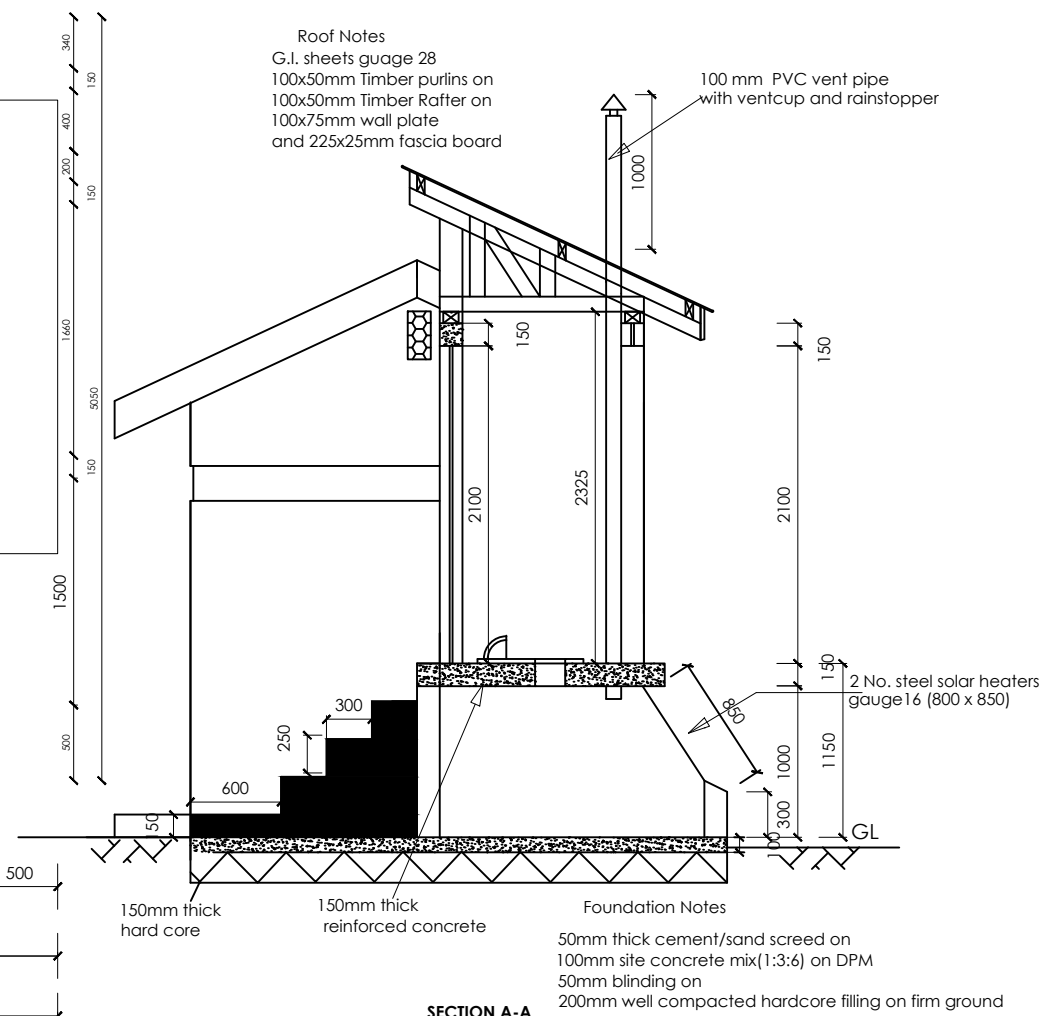 Roof Notes
G.I. sheets guage 28
100x50mm Timber purlins on
100x50mm Timber Rafter on
100x75mm wall plate
and 225x25mm fascia board
100 mm PVC vent pipe
with ventcup and rainstopper
340
150
400
200
150
1660
5050
150
1500
500
1000
150
2100
2325
150
2100
150
1000
1150
850
2 No. steel solar heaters
gauge16 (800 x 850)
300
250
600
150
300
100
GL
500
150mm thick
hard core
150mm thick
reinforced concrete
Foundation Notes
50mm thick cement/sand screed on
100mm site concrete mix(1:3:6) on DPM
50mm blinding on
200mm well compacted hardcore filling on firm ground
SECTION A-A